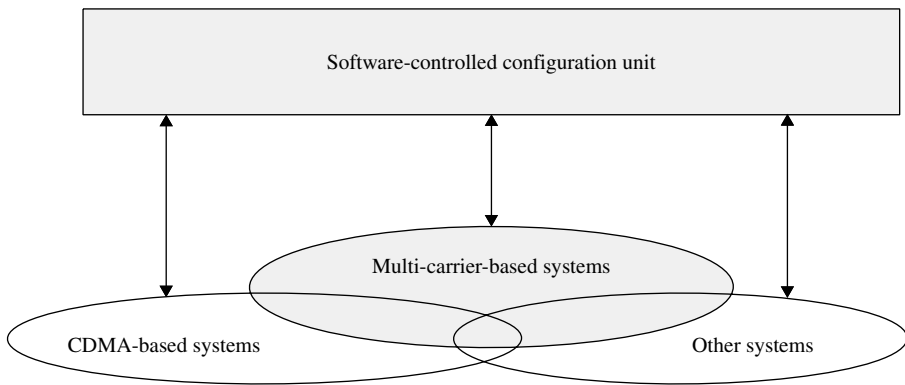 Software-controlled configuration unit
Multi-carrier-based systems
CDMA-based systems
Other systems